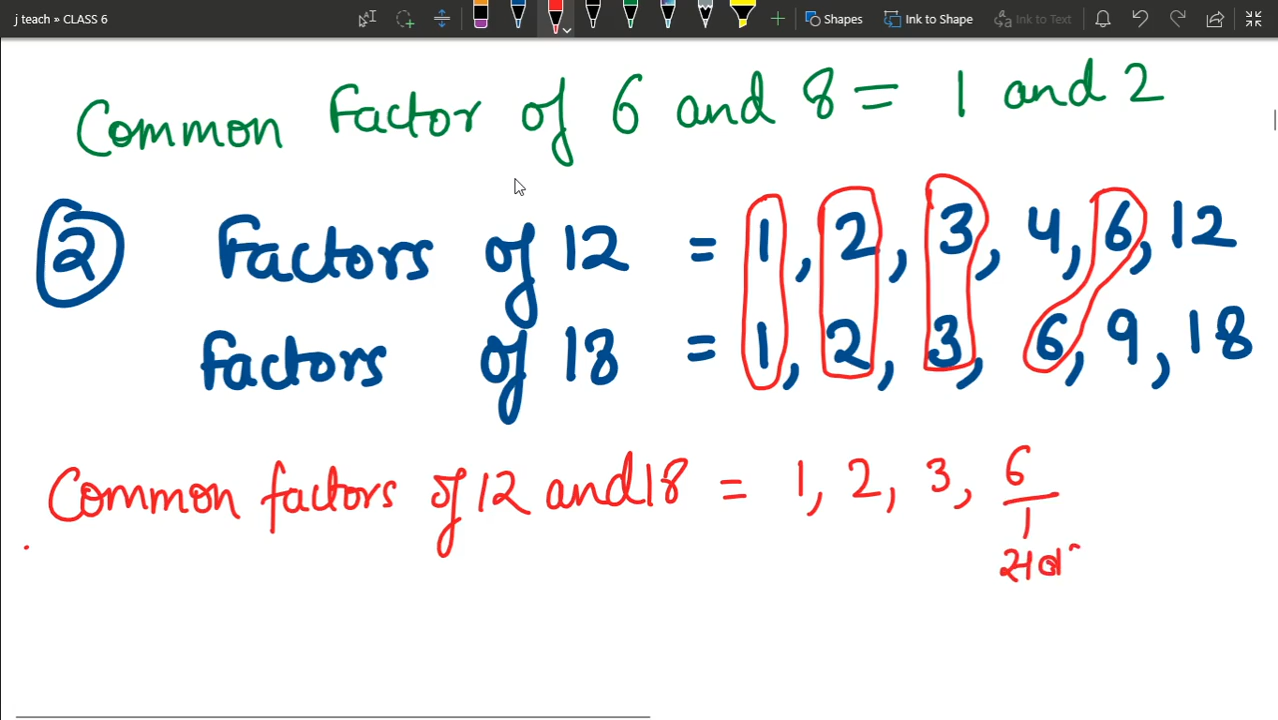 j teach » CLASS 6
Shapes
Ink to Shape
Ink to Text
Common Factor of 6 and 8 = 1 and 2
2 Factors of 12 = 1, 2, 3, 4, 6, 12
factors of 18 = 1, 2, 3, 6, 9, 18
Common factors of 12 and 18 = 1, 2, 3, 6